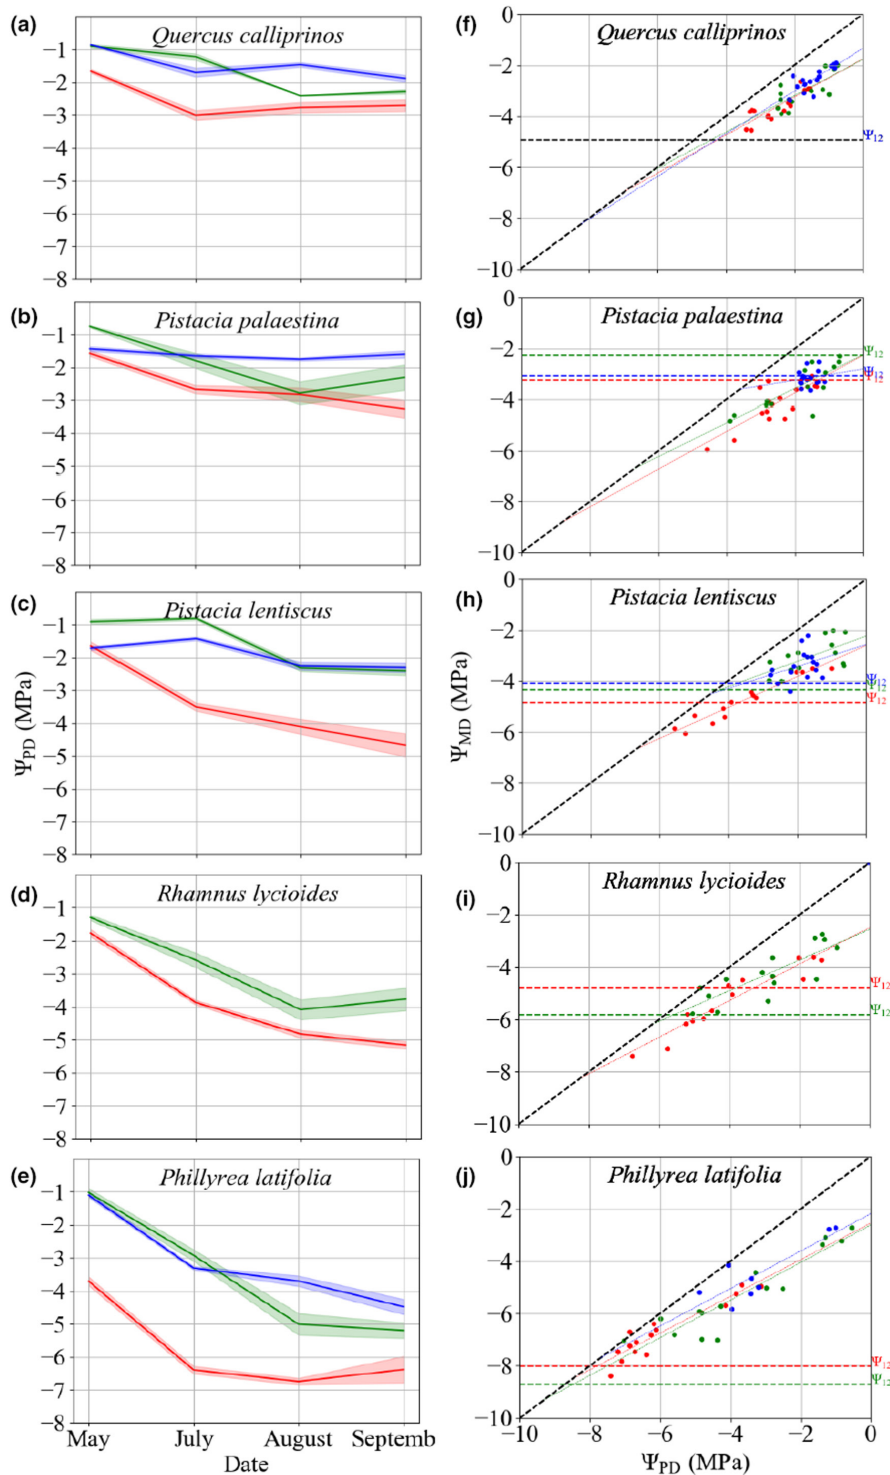 (a)
Quercus calliprinos
−1
−2
−3
−4
−5
−6
−7
−8
(b)
Pistacia palaestina
−1
−2
−3
−4
−5
−6
−7
−8
(c)
Pistacia lentiscus
−1
−2
−3
−4
−5
−6
−7
−8
Ψ_PD (MPa)
(d)
Rhamnus lycioides
−1
−2
−3
−4
−5
−6
−7
−8
(e)
Phillyrea latifolia
−1
−2
−3
−4
−5
−6
−7
−8
May July August Septemb
Date
(f)
Quercus calliprinos
0
−2
−4
−6
−8
−10
Ψ12
(g)
Pistacia palaestina
0
−2
−4
−6
−8
−10
Ψ12
Ψ12
Ψ12
(h)
Pistacia lentiscus
0
−2
−4
−6
−8
−10
Ψ12
Ψ12
Ψ12
Ψ_MD (MPa)
(i)
Rhamnus lycioides
0
−2
−4
−6
−8
−10
Ψ12
Ψ12
(j)
Phillyrea latifolia
0
−2
−4
−6
−8
−10
Ψ12
Ψ12
−10 −8 −6 −4 −2 0
Ψ_PD (MPa)